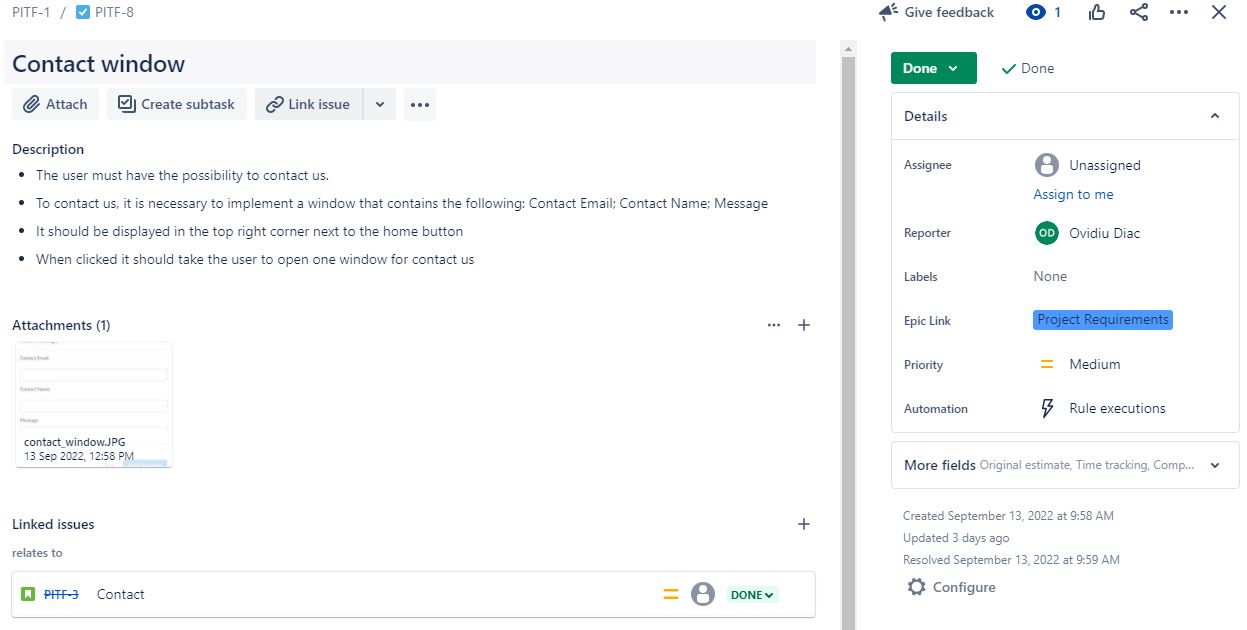 PITF-1 / PITF-8
Give feedback
1
Contact window
Attach
Create subtask
Link issue
Description
The user must have the possibility to contact us.
To contact us, it is necessary to implement a window that contains the following: Contact Email; Contact Name; Message
It should be displayed in the top right corner next to the home button
When clicked it should take the user to open one window for contact us
Attachments (1)
Contact Email
Contact Name
Message
contact_window.JPG
13 Sep 2022, 12:58 PM
Linked issues
relates to
PITF-3 Contact DONE
Done
Done
Details
Assignee Unassigned
Assign to me
Reporter OD Ovidiu Diac
Labels None
Epic Link Project Requirements
Priority Medium
Automation Rule executions
More fields Original estimate, Time tracking, Comp...
Created September 13, 2022 at 9:58 AM
Updated 3 days ago
Resolved September 13, 2022 at 9:59 AM
Configure